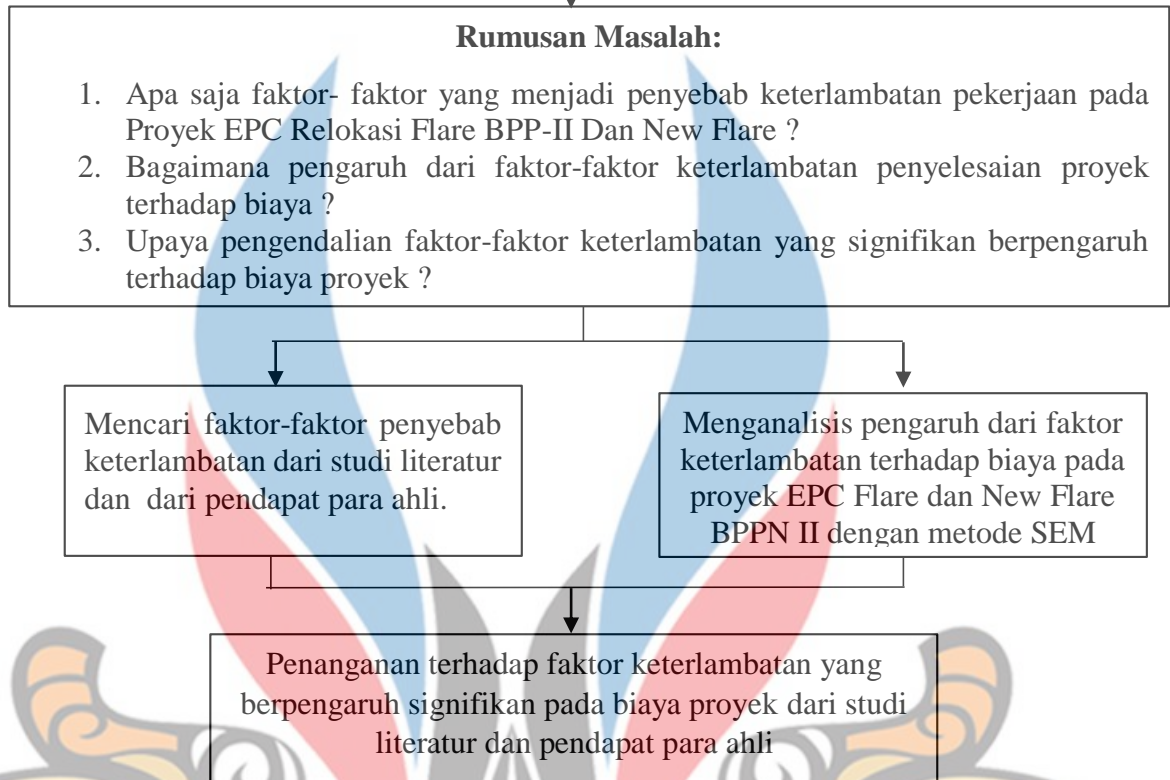 Rumusan Masalah:
1. Apa saja faktor- faktor yang menjadi penyebab keterlambatan pekerjaan pada
Proyek EPC Relokasi Flare BPP-II Dan New Flare ?
2. Bagaimana pengaruh dari faktor-faktor keterlambatan penyelesaian proyek
terhadap biaya ?
3. Upaya pengendalian faktor-faktor keterlambatan yang signifikan berpengaruh
terhadap biaya proyek ?
Mencari faktor-faktor penyebab
keterlambatan dari studi literatur
dan dari pendapat para ahli.
Menganalisis pengaruh dari faktor
keterlambatan terhadap biaya pada
proyek EPC Flare dan New Flare
BPPN II dengan metode SEM
Penanganan terhadap faktor keterlambatan yang
berpengaruh signifikan pada biaya proyek dari studi
literatur dan pendapat para ahli